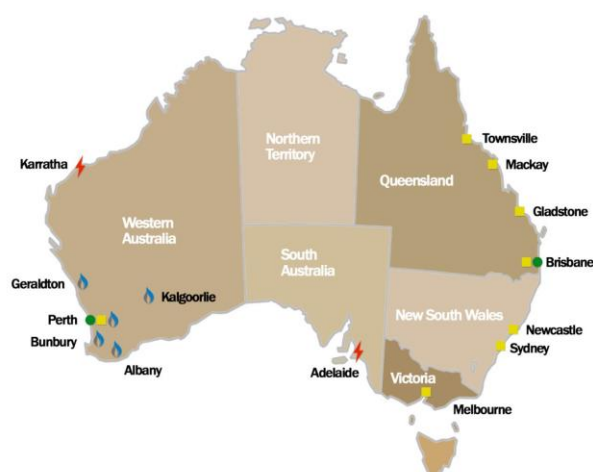 Townsville
Karratha
Northern
Territory
Mackay
Queensland
Gladstone
Western
Australia
South
Australia
Brisbane
Geraldton
Kalgoorlie
Perth
New South Wales
Newcastle
Bunbury
Sydney
Albany
Adelaide
Victoria
Melbourne